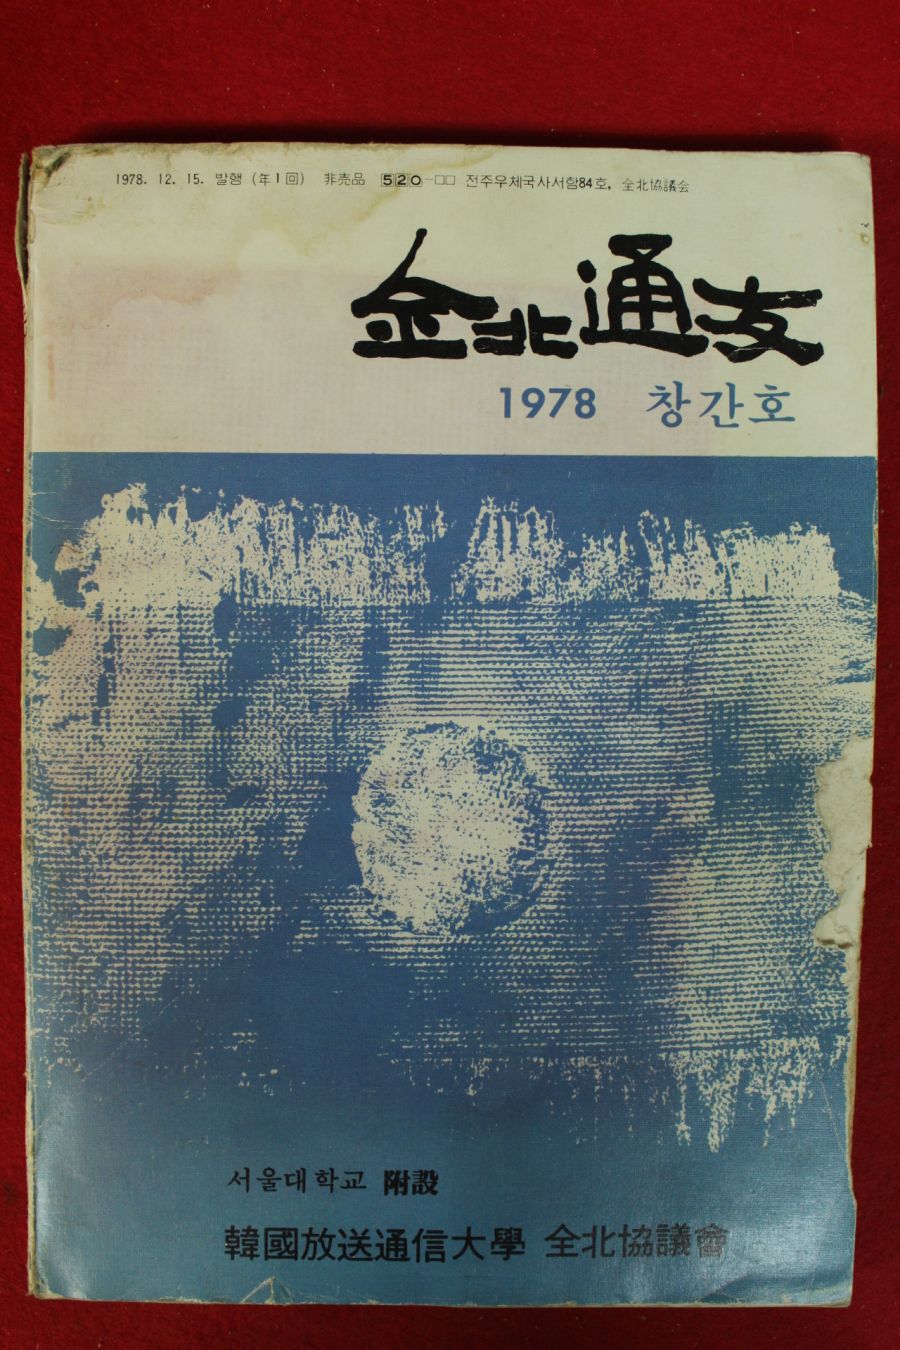 1978. 12. 15. 발행 (年1回) 非売品 520-□□ 전주우체국사서함84호, 全北協議会
全北通友
1978 창간호
서울대학교 附設
韓國放送通信大學 全北協議會